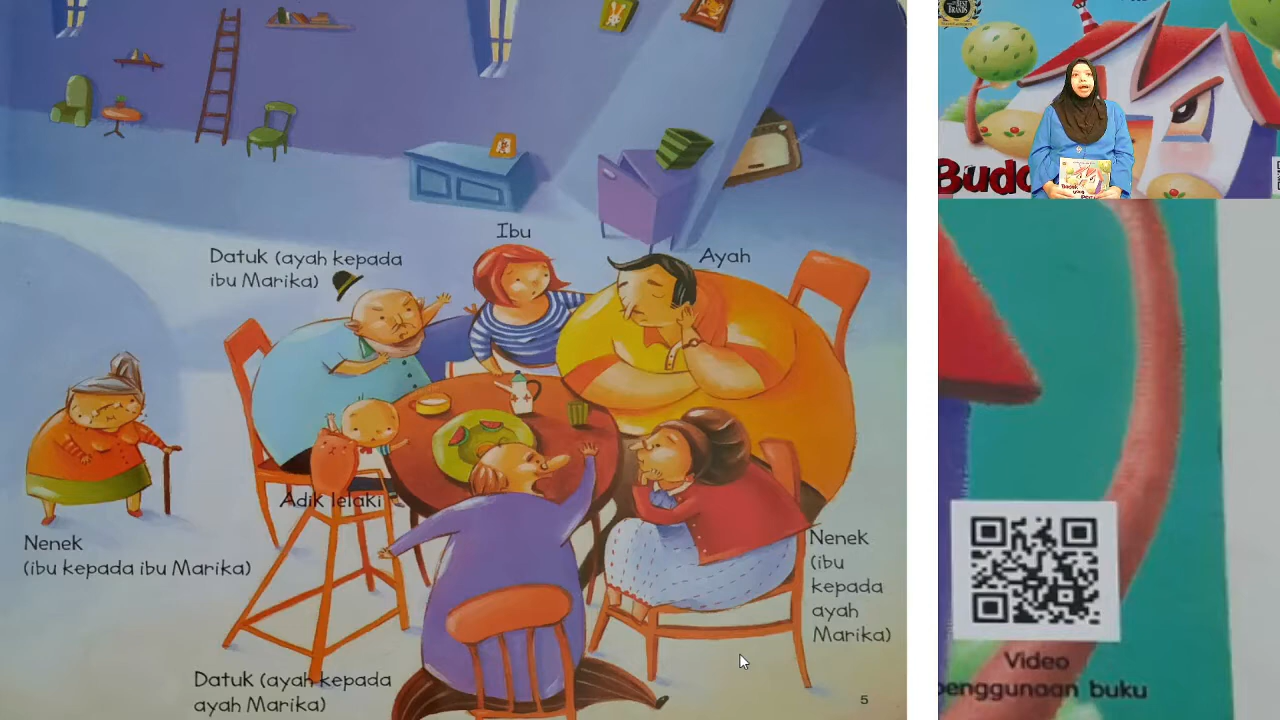 Ibu
Datuk (ayah kepada
ibu Marika)
Ayah
Adik lelaki
Nenek
(ibu kepada ibu Marika)
Nenek
(ibu
kepada
ayah
Marika)
Datuk (ayah kepada
ayah Marika)
5
Video
penggunaan buku